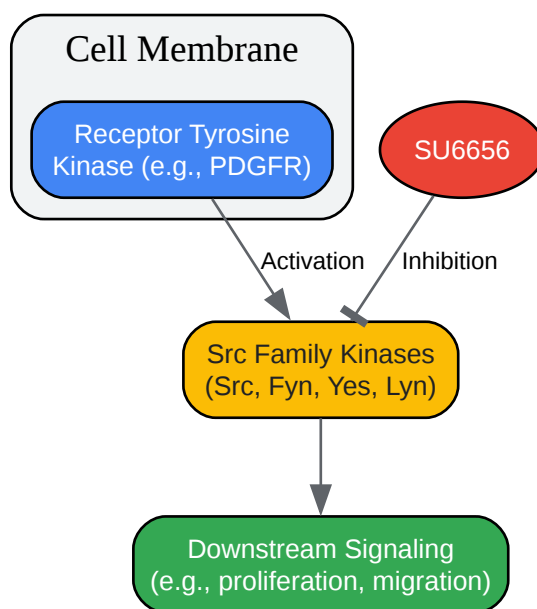 Cell Membrane
Receptor Tyrosine
Kinase (e.g., PDGFR)
SU6656
Activation
Inhibition
Src Family Kinases
(Src, Fyn, Yes, Lyn)
Downstream Signaling
(e.g., proliferation, migration)